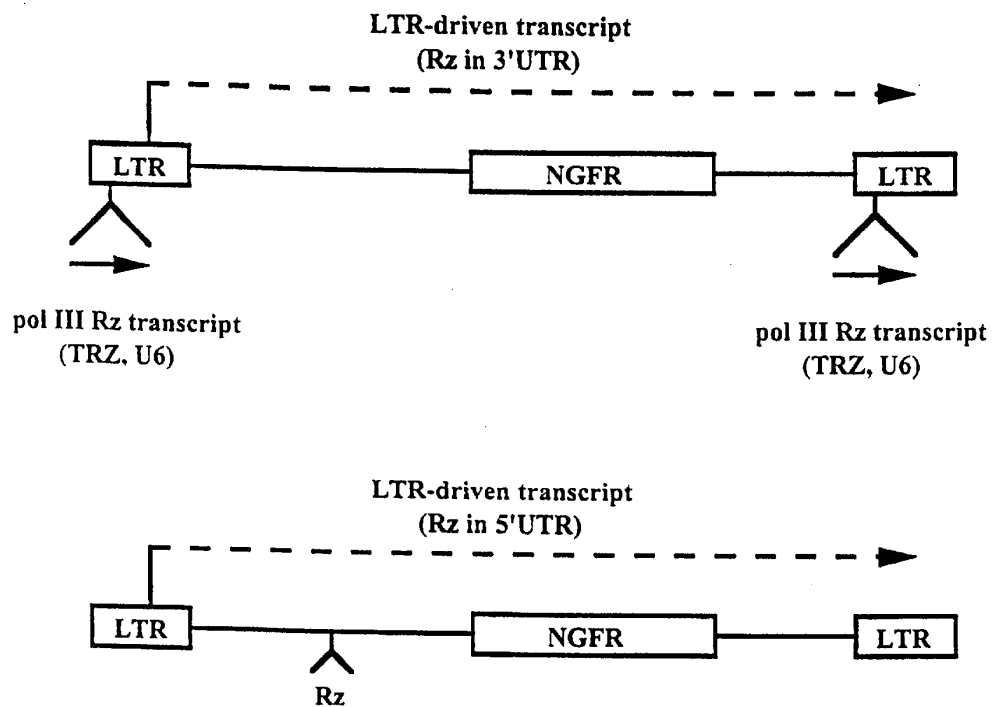 LTR-driven transcript
(Rz in 3'UTR)
LTR
NGFR
LTR
pol III Rz transcript
(TRZ, U6)
pol III Rz transcript
(TRZ, U6)
LTR-driven transcript
(Rz in 5'UTR)
LTR
NGFR
LTR
Rz